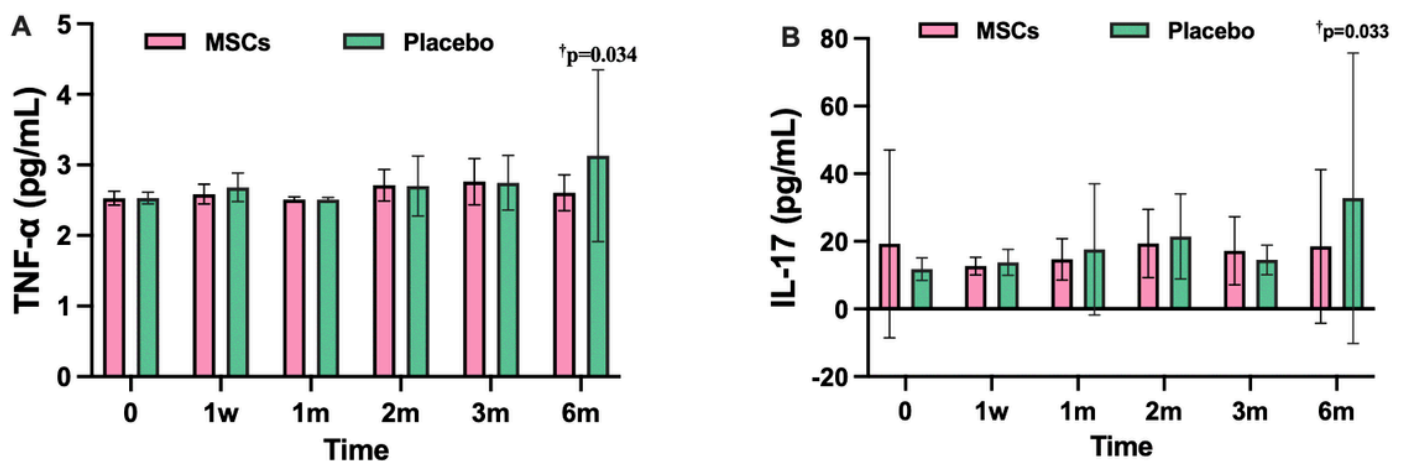 A
MSCs
Placebo
†p=0.034
TNF-α (pg/mL)
5
4
3
2
1
0
0 1w 1m 2m 3m 6m
Time
B
MSCs
Placebo
†p=0.033
IL-17 (pg/mL)
80
60
40
20
0
-20
0 1w 1m 2m 3m 6m
Time